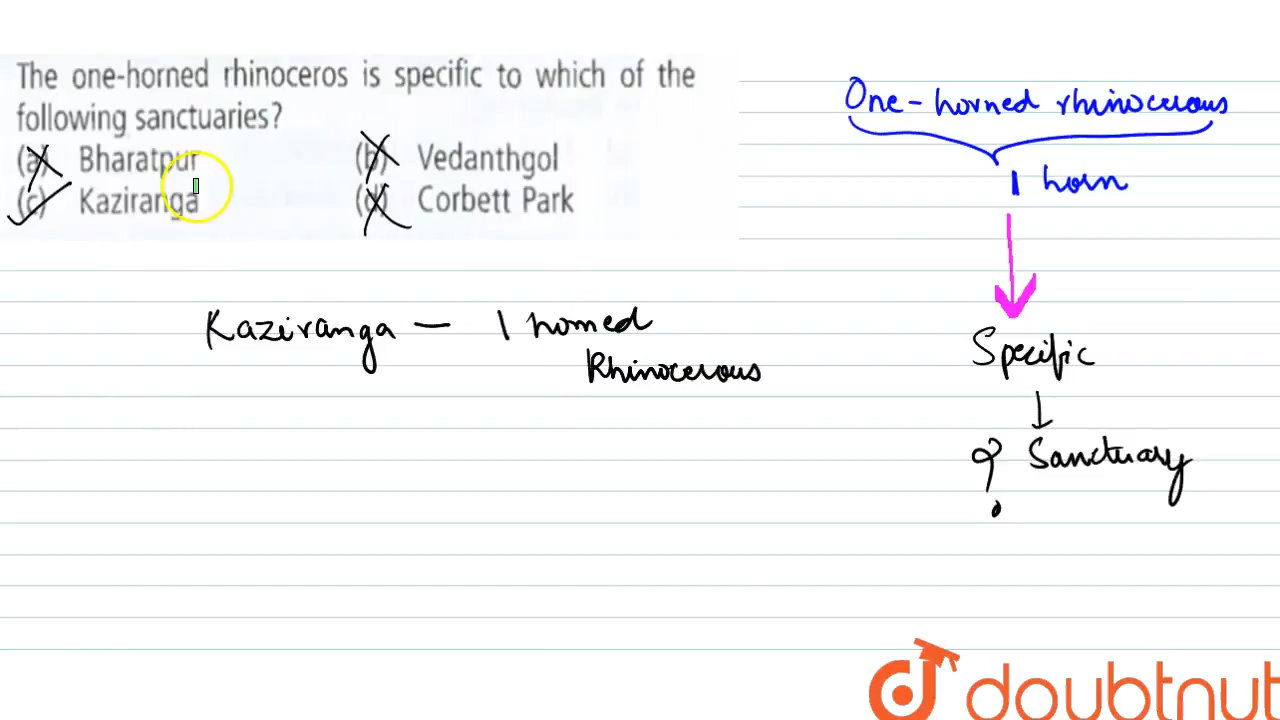 The one-horned rhinoceros is specific to which of the
following sanctuaries?
(a) Bharatpur (b) Vedanthgol
(c) Kaziranga (d) Corbett Park
One-horned rhinocerous
1 horn
Specific
? Sanctuary
Kaziranga — 1 horned
Rhinocerous
doubtnut